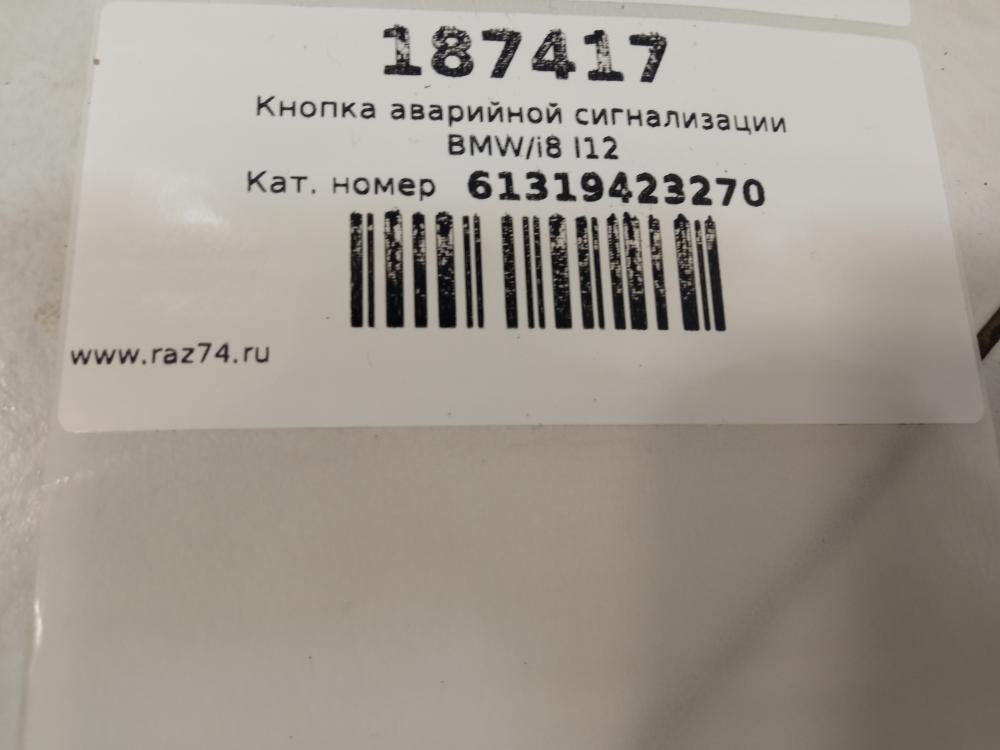 187417
Кнопка аварийной сигнализации
BMW/i8 I12
Кат. номер 61319423270
www.raz74.ru